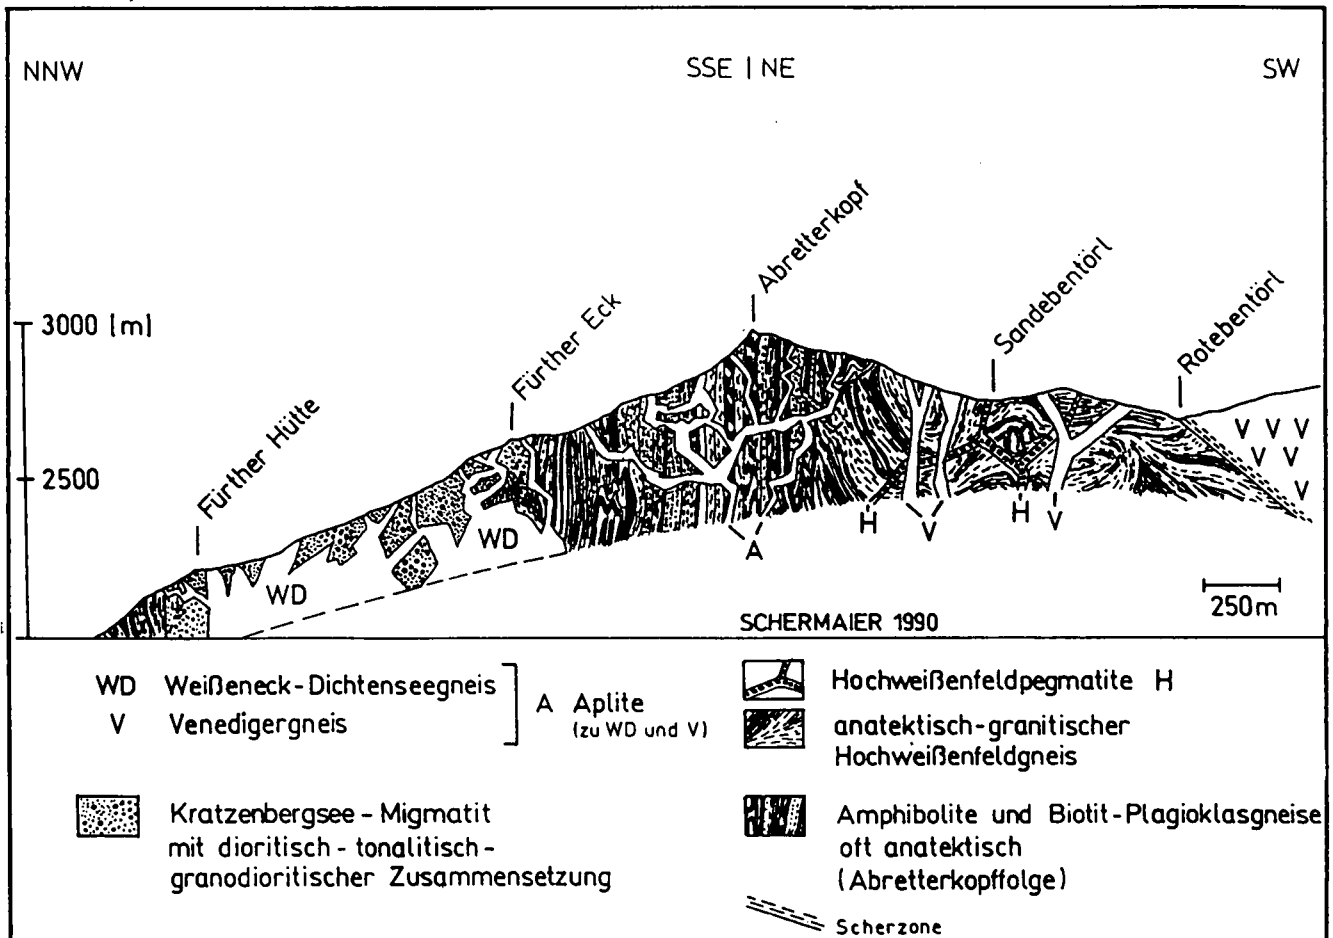 NNW
SSE | NE
SW
Abretterkopf
Sandebentörl
Rotebentörl
Fürther Eck
Fürther Hütte
3000 [m]
2500
WD
WD
A
H
V
H
V
V V V
V V
V
250m
SCHERMAIER 1990
WD Weißeneck-Dichtenseegneis
V Venedigergneis
A Aplite
(zu WD und V)
Kratzenbergsee-Migmatit
mit dioritisch-tonalitisch-
granodioritischer Zusammensetzung
Hochweißenfeldpegmatite H
anatektisch-granitischer
Hochweißenfeldgneis
Amphibolite und Biotit-Plagioklasgneise
oft anatektisch
(Abretterkopffolge)
Scherzone